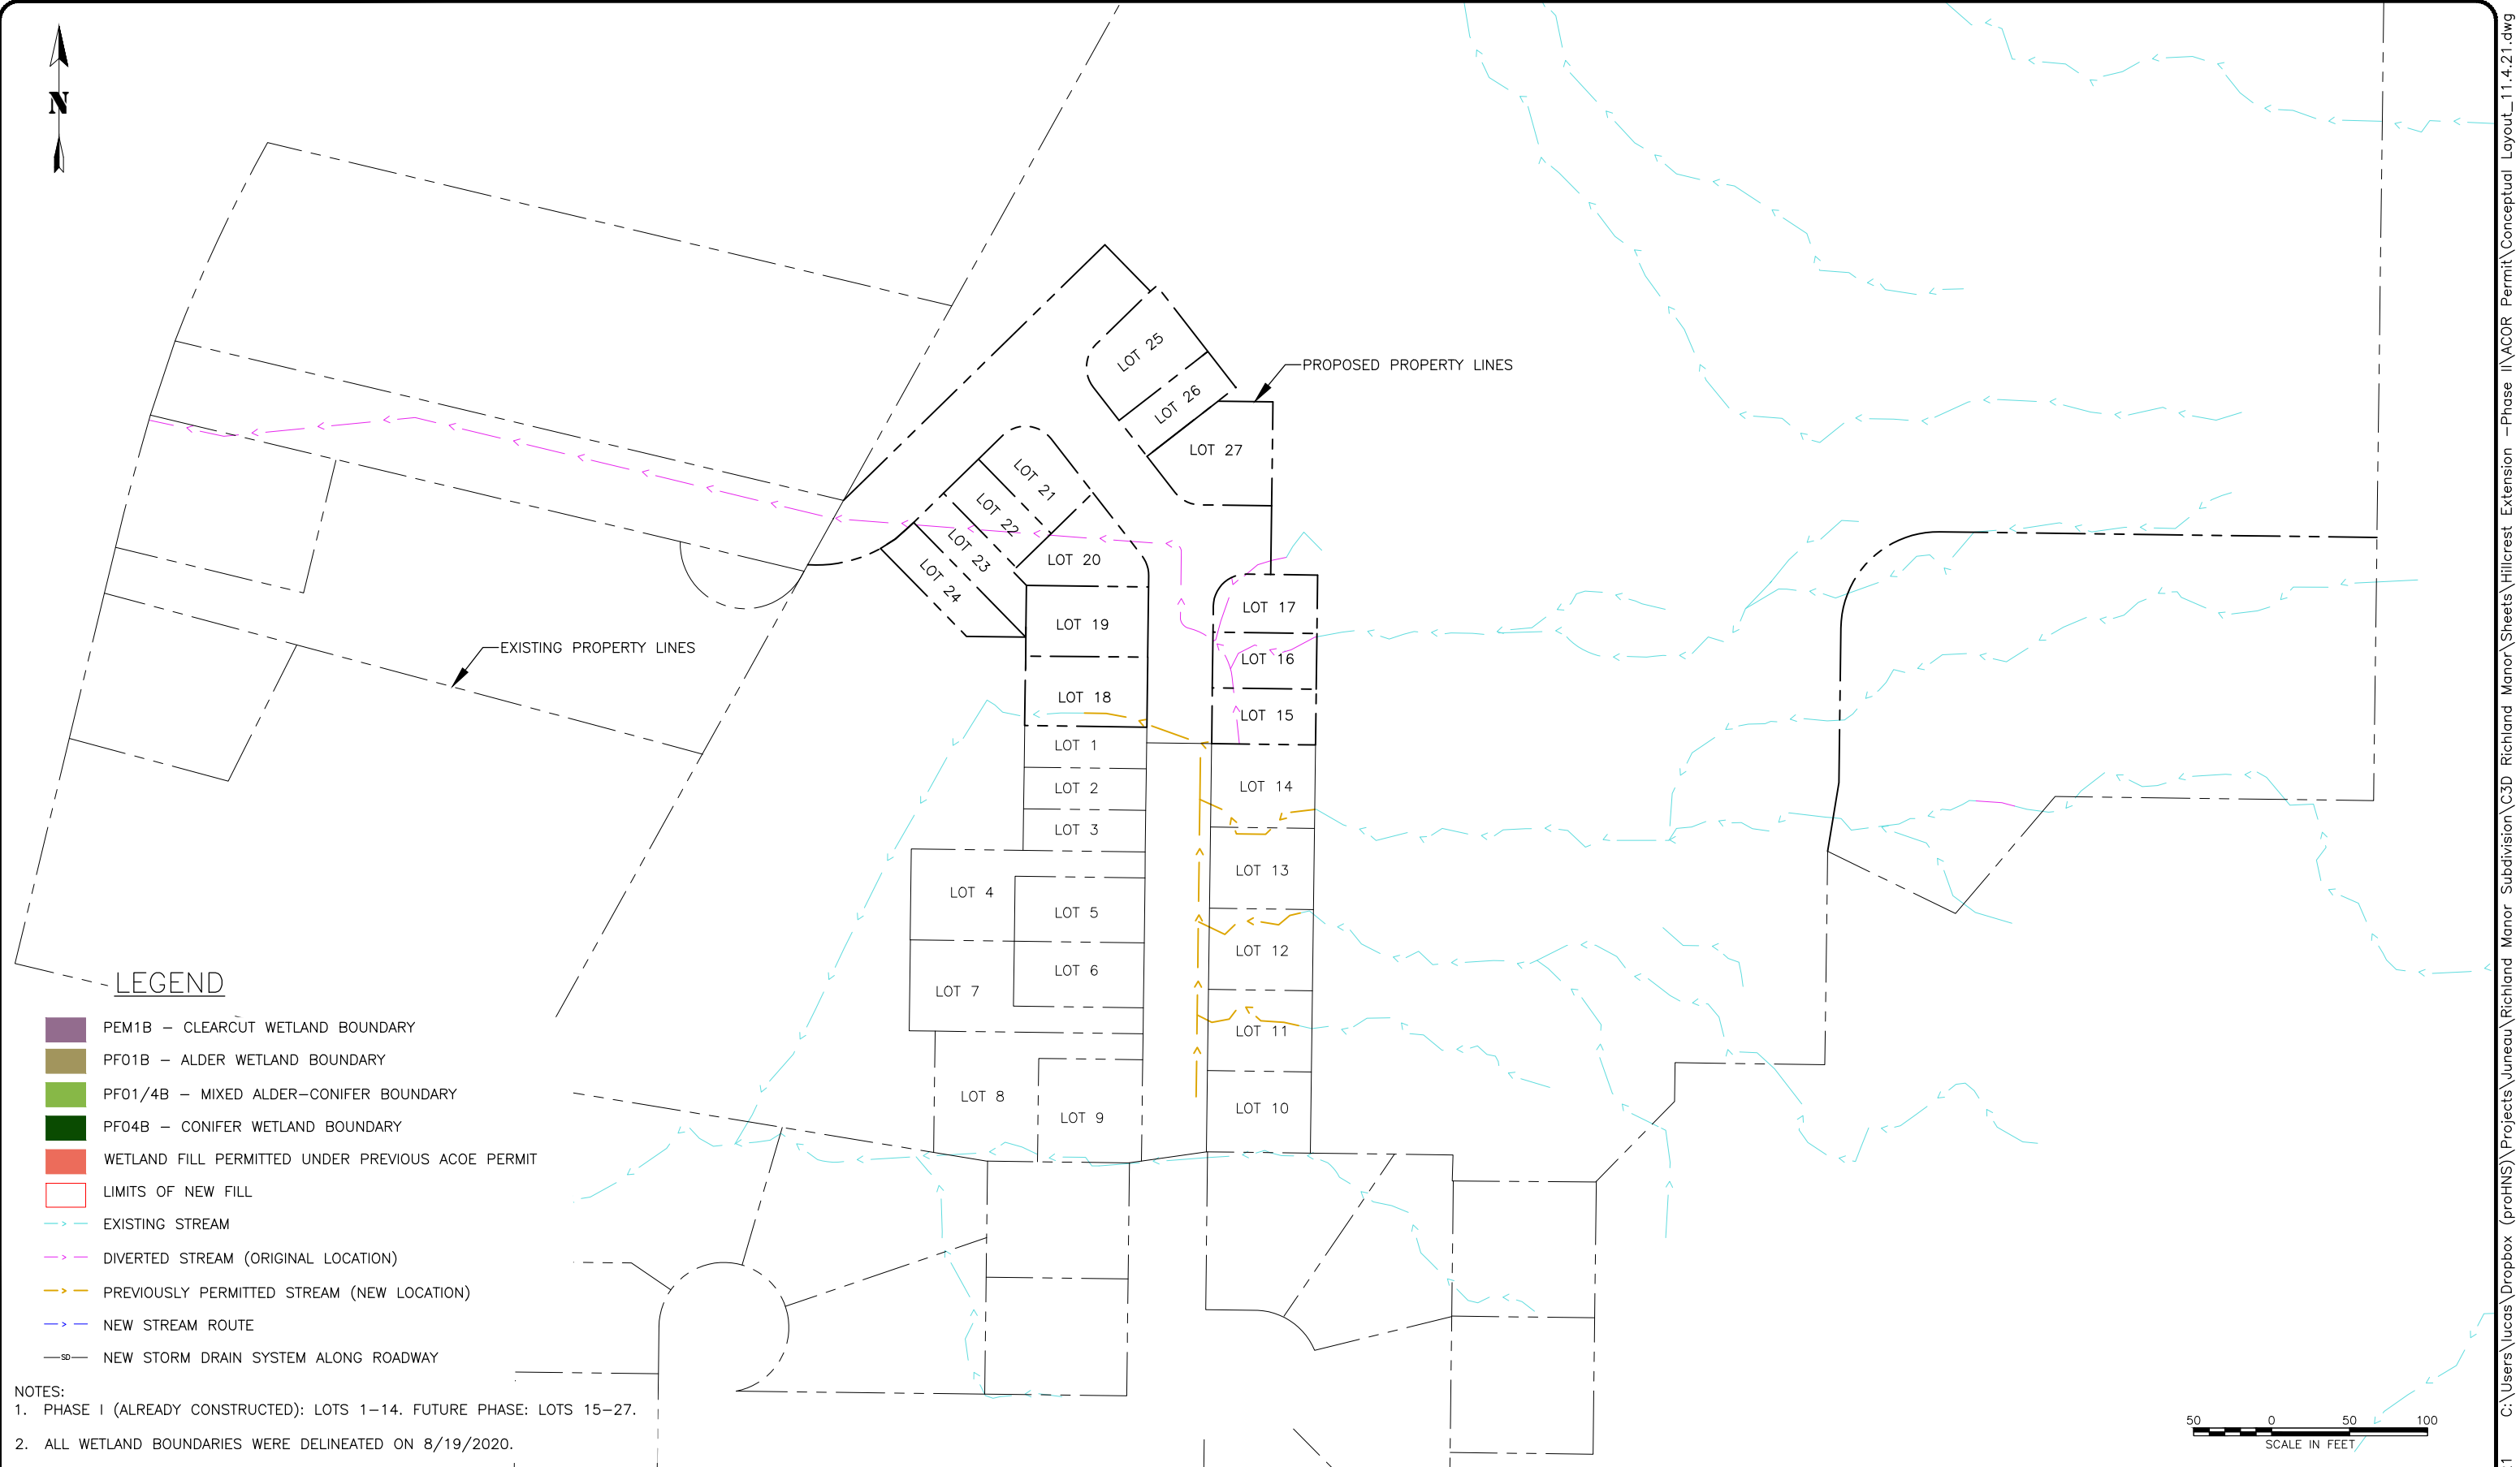 N
LOT 25
PROPOSED PROPERTY LINES
LOT 26
LOT 27
LOT 21
LOT 22
LOT 23
LOT 20
LOT 24
LOT 17
LOT 19
EXISTING PROPERTY LINES
LOT 16
LOT 18
LOT 15
LOT 1
LOT 2
LOT 14
LOT 3
LOT 13
LOT 4
LOT 5
LOT 12
LOT 6
LOT 7
LOT 11
LOT 8
LOT 10
LOT 9
LEGEND
PEM1B – CLEARCUT WETLAND BOUNDARY
PF01B – ALDER WETLAND BOUNDARY
PF01/4B – MIXED ALDER–CONIFER BOUNDARY
PF04B – CONIFER WETLAND BOUNDARY
WETLAND FILL PERMITTED UNDER PREVIOUS ACOE PERMIT
LIMITS OF NEW FILL
EXISTING STREAM
DIVERTED STREAM (ORIGINAL LOCATION)
PREVIOUSLY PERMITTED STREAM (NEW LOCATION)
NEW STREAM ROUTE
SD NEW STORM DRAIN SYSTEM ALONG ROADWAY
NOTES:
1. PHASE I (ALREADY CONSTRUCTED): LOTS 1–14. FUTURE PHASE: LOTS 15–27.
2. ALL WETLAND BOUNDARIES WERE DELINEATED ON 8/19/2020.
50 0 50 100
SCALE IN FEET
C:\Users\lucas\Dropbox (proHNS)\Projects\Juneau\Richland Manor Subdivision\C3D Richland Manor\Sheets\Hillcrest Extension -Phase II\ACOR Permit\Conceptual Layout_11.4.21.dwg